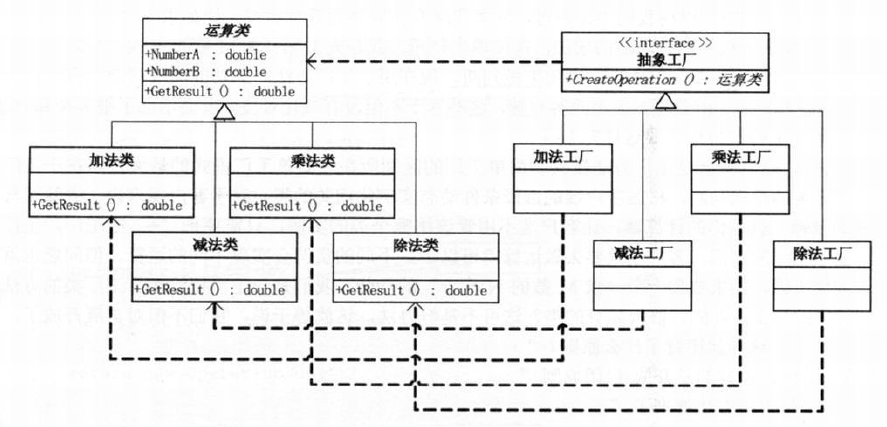 运算类
+NumberA : double
+NumberB : double
+GetResult () : double
<<interface >>
抽象工厂
+CreateOperation () : 运算类
加法类
+GetResult () : double
乘法类
+GetResult () : double
加法工厂
乘法工厂
减法类
+GetResult () : double
除法类
+GetResult () : double
减法工厂
除法工厂